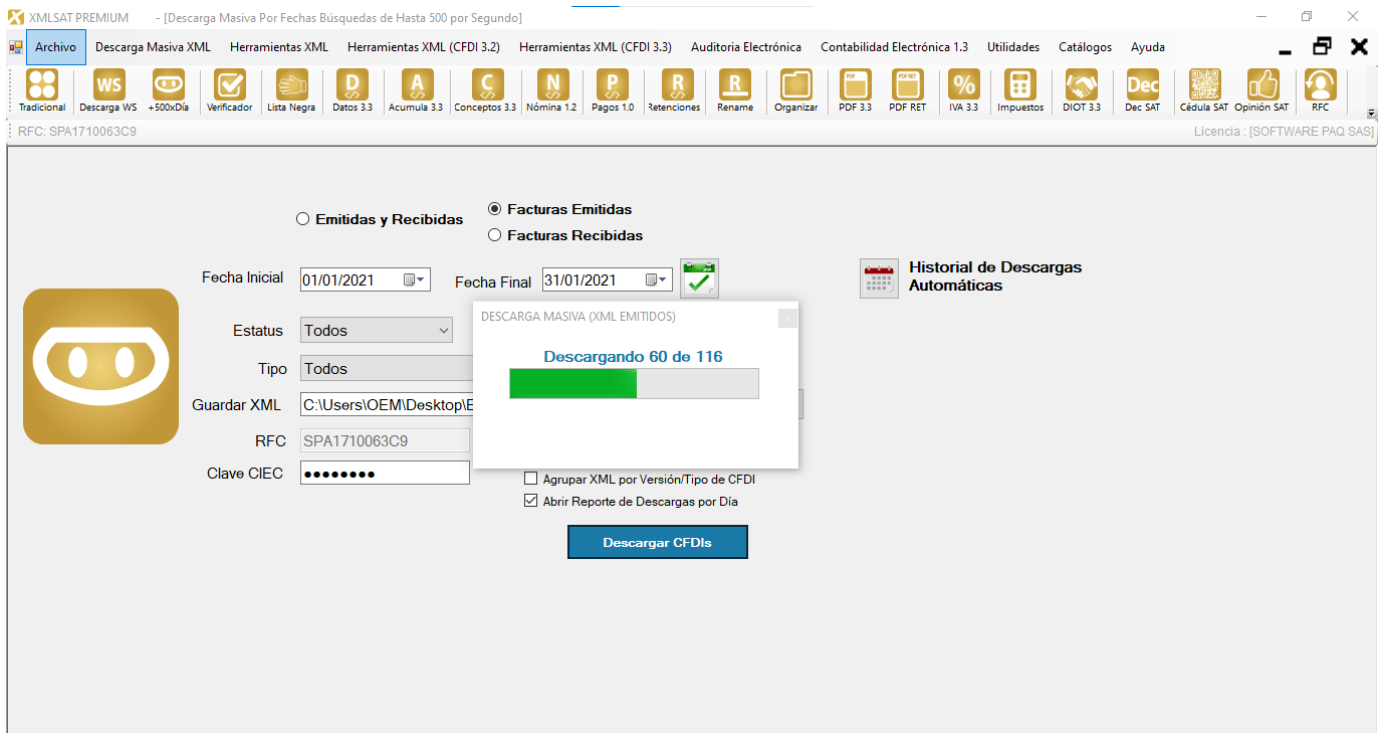 XMLSAT PREMIUM - [Descarga Masiva Por Fechas Búsquedas de Hasta 500 por Segundo]
Archivo Descarga Masiva XML Herramientas XML Herramientas XML (CFDI 3.2) Herramientas XML (CFDI 3.3) Auditoria Electrónica Contabilidad Electrónica 1.3 Utilidades Catálogos Ayuda
WS D A C N P R R PDF PDF RET % Dec
Tradicional Descarga WS +500xDía Verificador Lista Negra Datos 3.3 Acumula 3.3 Conceptos 3.3 Nómina 1.2 Pagos 1.0 Retenciones Rename Organizar PDF 3.3 PDF RET IVA 3.3 Impuestos DIOT 3.3 Dec SAT Cédula SAT Opinión SAT RFC
RFC: SPA1710063C9 Licencia : [SOFTWARE PAQ SAS]
Emitidas y Recibidas
Facturas Emitidas
Facturas Recibidas
Fecha Inicial 01/01/2021 Fecha Final 31/01/2021
Historial de Descargas
Automáticas
DESCARGA MASIVA (XML EMITIDOS)
Descargando 60 de 116
Estatus Todos
Tipo Todos
Guardar XML C:\Users\OEM\Desktop\E
RFC SPA1710063C9
Clave CIEC ●●●●●●●●
Agrupar XML por Versión/Tipo de CFDI
Abrir Reporte de Descargas por Día
Descargar CFDIs